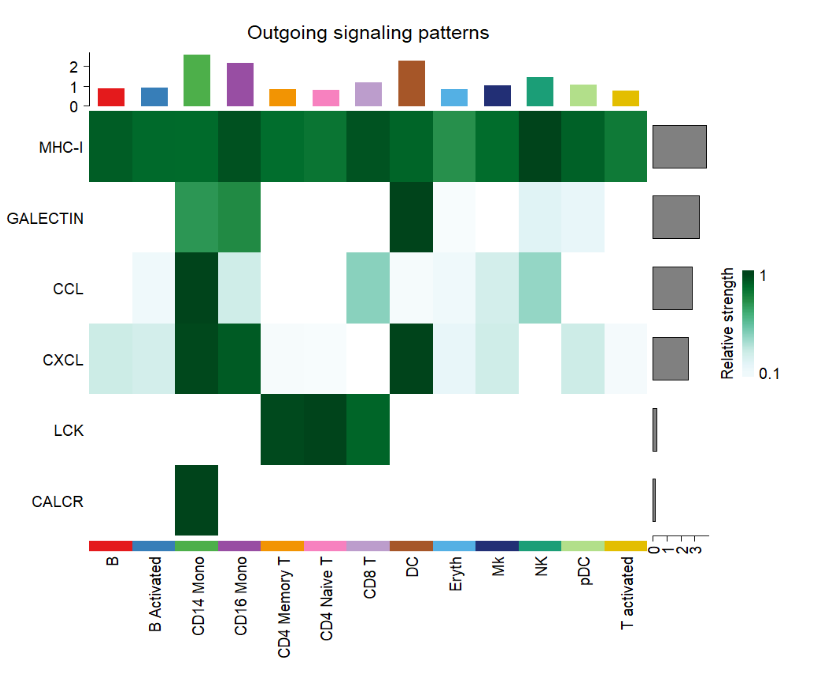 Outgoing signaling patterns
2
1
0
MHC-I
GALECTIN
CCL
CXCL
LCK
CALCR
Relative strength
1
0.1
0 1 2 3
B
B Activated
CD14 Mono
CD16 Mono
CD4 Memory T
CD4 Naive T
CD8 T
DC
Eryth
Mk
NK
pDC
T activated